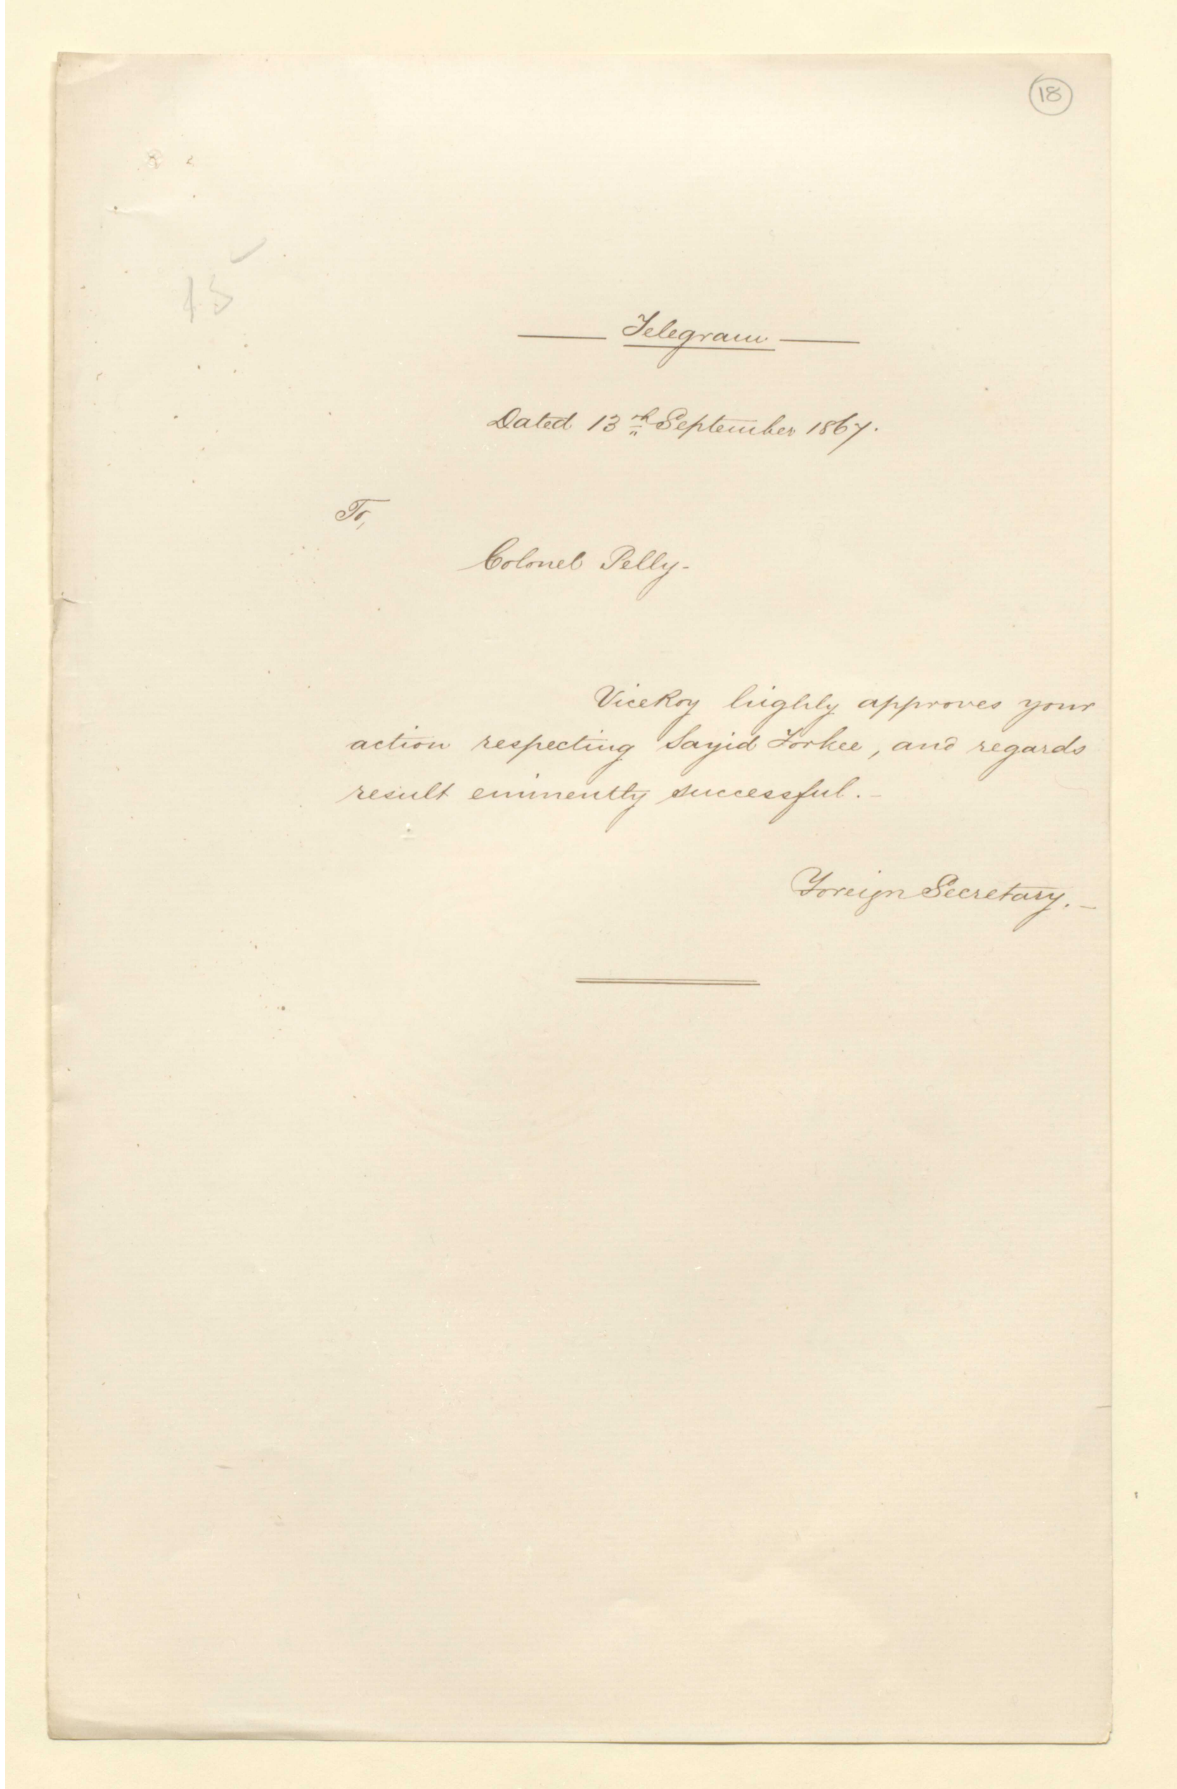 18
15
Telegram
Dated 13th September 1867.
To,
Colonel Pelly-
ViceRoy highly approves your
action respecting Sayid Torkee, and regards
result eminently successful.-
Foreign Secretary.-